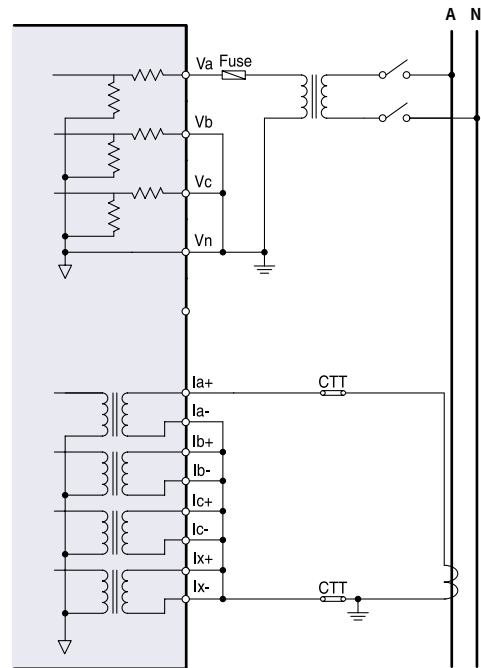 A N
Va Fuse
Vb
Vc
Vn
Ia+ CTT
Ia-
Ib+
Ib-
Ic+
Ic-
Ix+
Ix- CTT